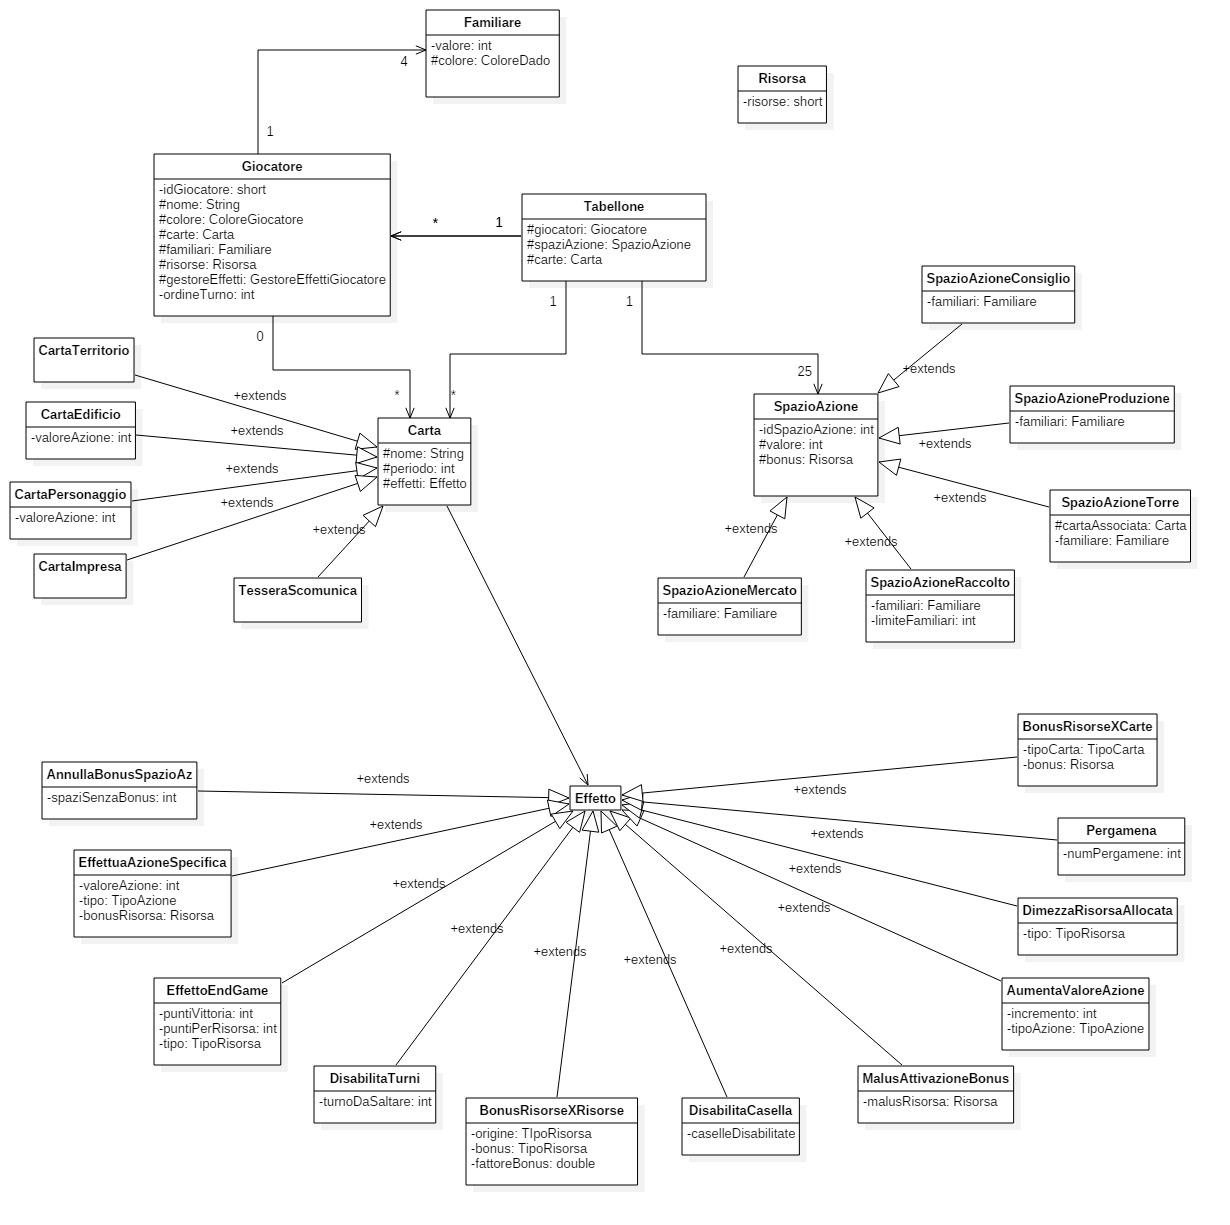 Familiare
-valore: int
#colore: ColoreDado
4
1
Risorsa
-risorse: short
Giocatore
-idGiocatore: short
#nome: String
#colore: ColoreGiocatore
#carte: Carta
#familiari: Familiare
#risorse: Risorsa
#gestoreEffetti: GestoreEffettiGiocatore
-ordineTurno: int
*
1
Tabellone
#giocatori: Giocatore
#spaziAzione: SpazioAzione
#carte: Carta
0
1
1
*
*
25
SpazioAzioneConsiglio
-familiari: Familiare
+extends
CartaTerritorio
+extends
CartaEdificio
-valoreAzione: int
+extends
CartaPersonaggio
-valoreAzione: int
+extends
CartaImpresa
+extends
Carta
#nome: String
#periodo: int
#effetti: Effetto
+extends
TesseraScomunica
SpazioAzione
-idSpazioAzione: int
#valore: int
#bonus: Risorsa
SpazioAzioneProduzione
-familiari: Familiare
+extends
+extends
SpazioAzioneTorre
#cartaAssociata: Carta
-familiare: Familiare
+extends
+extends
SpazioAzioneMercato
-familiare: Familiare
SpazioAzioneRaccolto
-familiari: Familiare
-limiteFamiliari: int
AnnullaBonusSpazioAz
-spaziSenzaBonus: int
+extends
Effetto
BonusRisorseXCarte
-tipoCarta: TipoCarta
-bonus: Risorsa
+extends
+extends
EffettuaAzioneSpecifica
-valoreAzione: int
-tipo: TipoAzione
-bonusRisorsa: Risorsa
+extends
Pergamena
-numPergamene: int
+extends
+extends
DimezzaRisorsaAllocata
-tipo: TipoRisorsa
+extends
EffettoEndGame
-puntiVittoria: int
-puntiPerRisorsa: int
-tipo: TipoRisorsa
+extends
+extends
+extends
+extends
AumentaValoreAzione
-incremento: int
-tipoAzione: TipoAzione
DisabilitaTurni
-turnoDaSaltare: int
BonusRisorseXRisorse
-origine: TIpoRisorsa
-bonus: TipoRisorsa
-fattoreBonus: double
DisabilitaCasella
-caselleDisabilitate
MalusAttivazioneBonus
-malusRisorsa: Risorsa